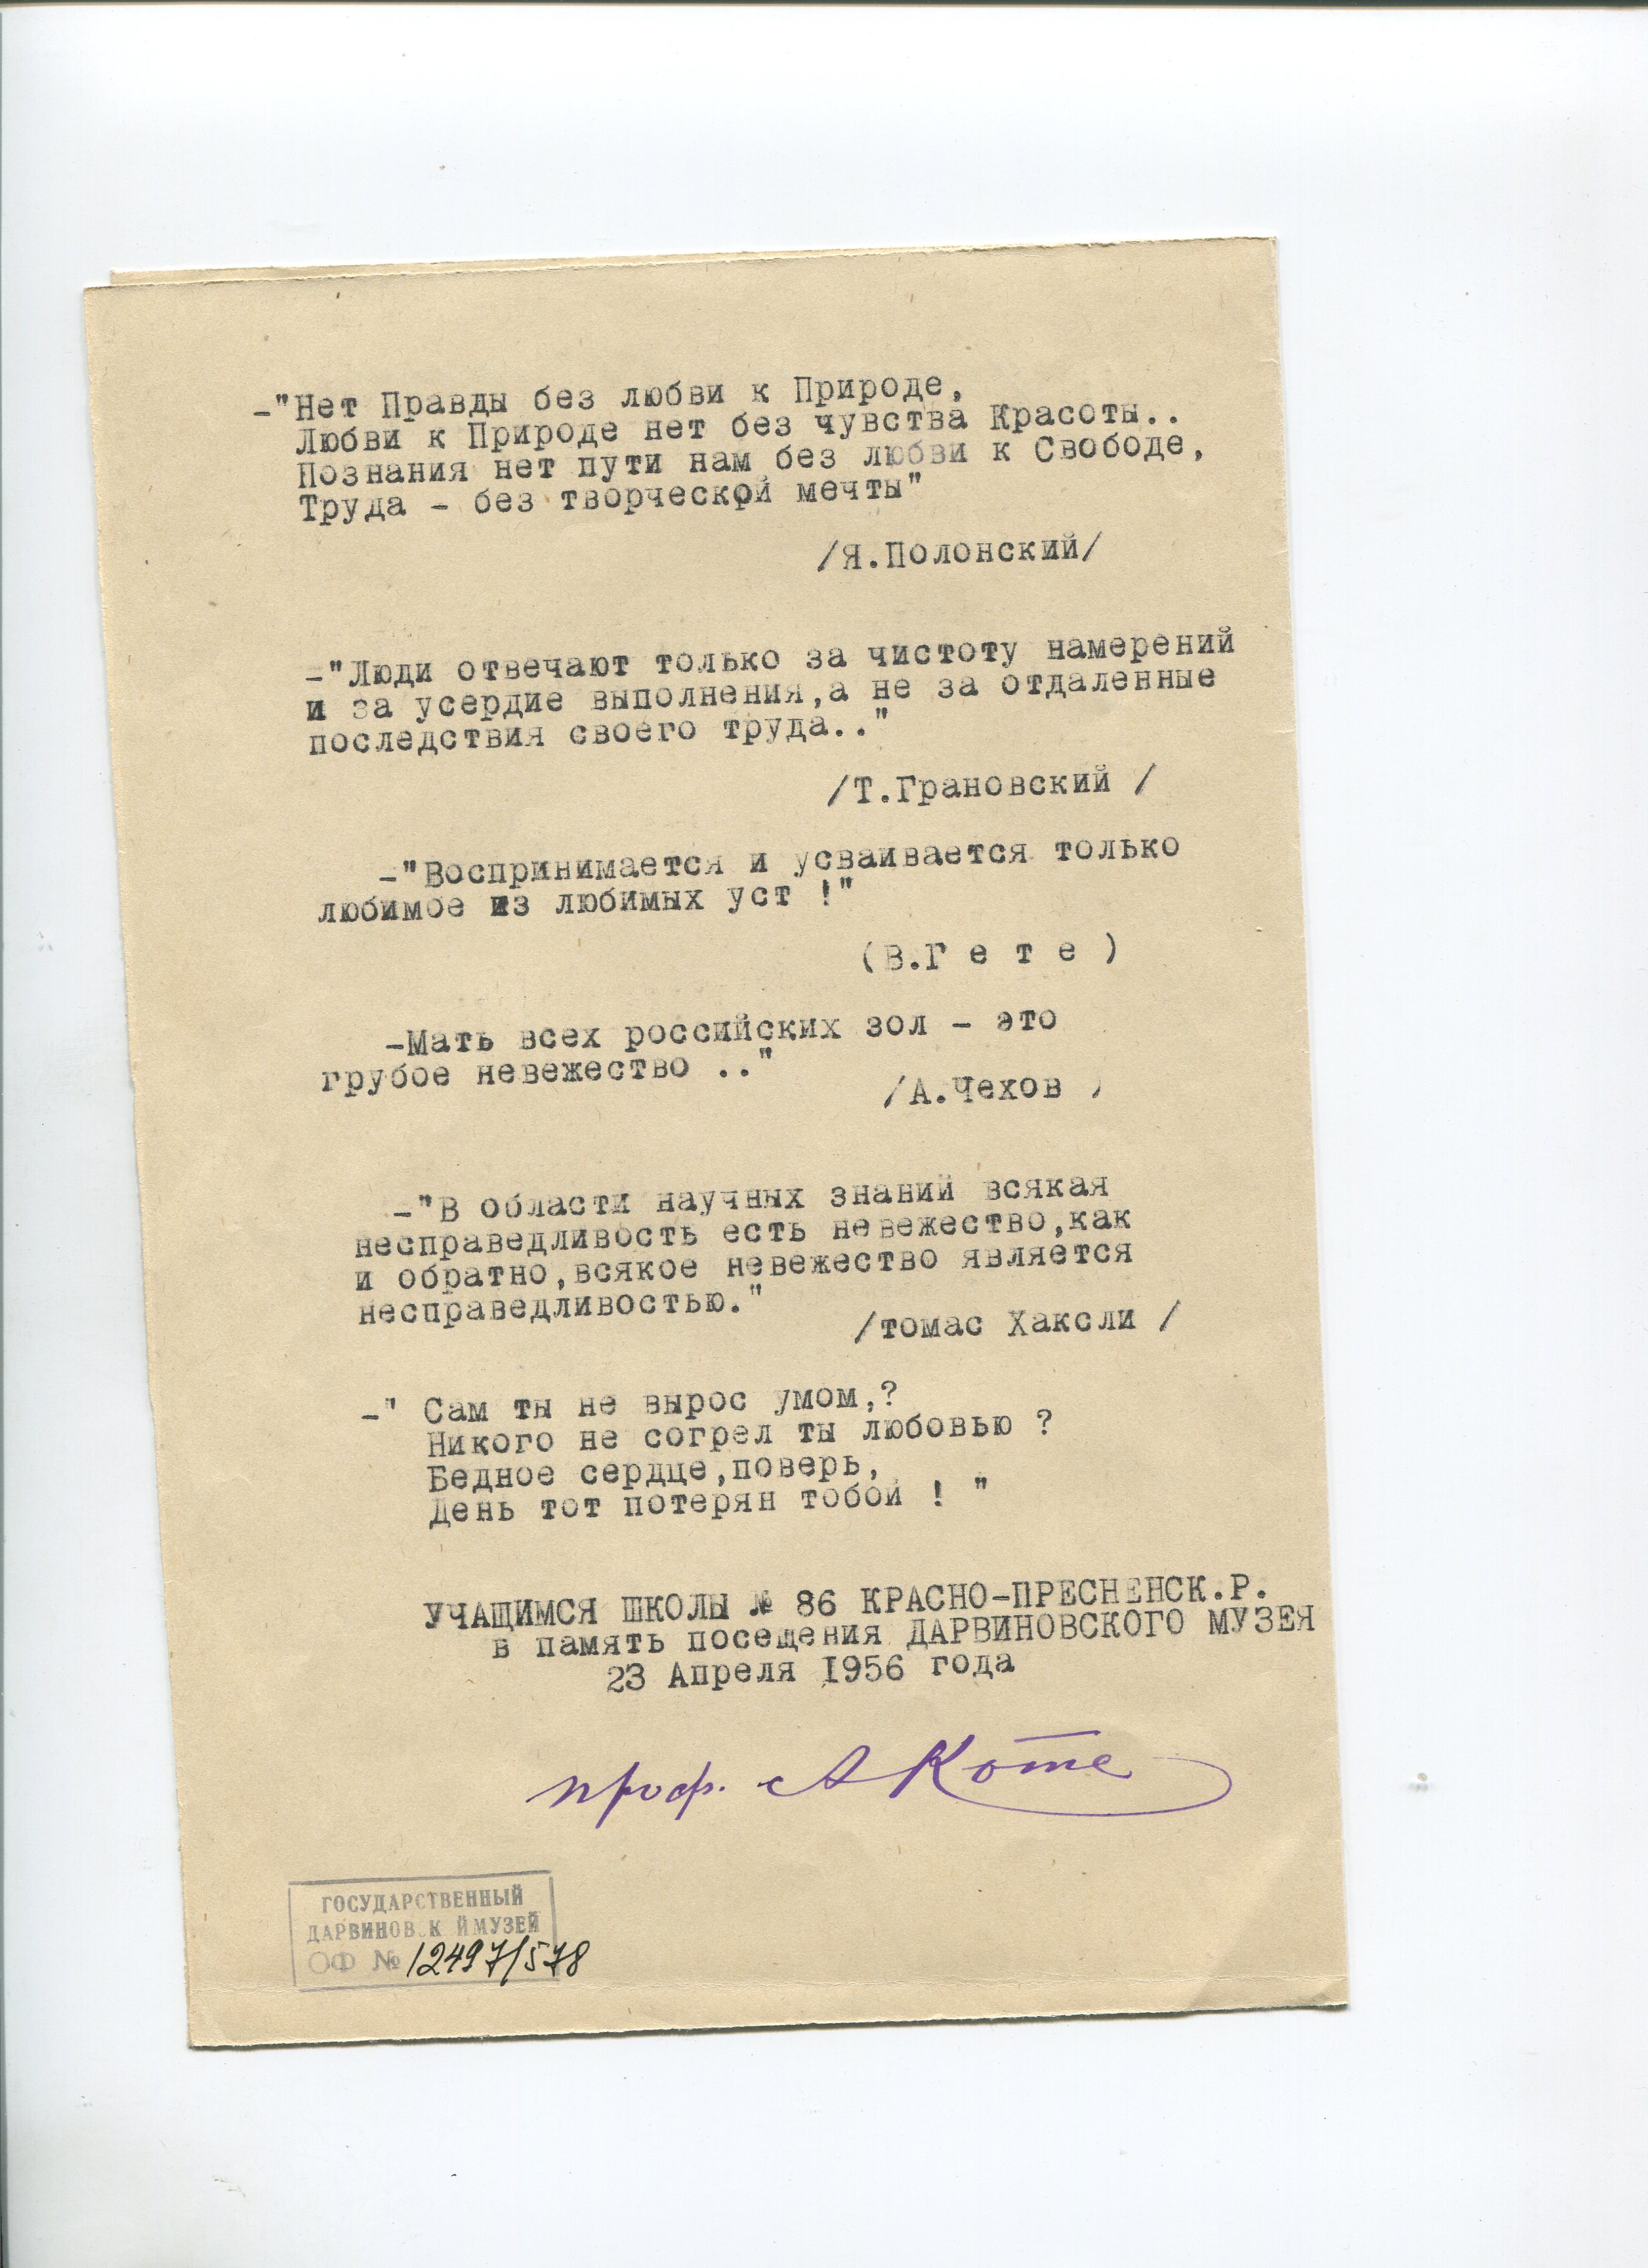 -"Нет Правды без любви к Природе,
Любви к Природе нет без чувства Красоты..
Познания нет пути нам без любви к Свободе,
Труда - без творческой мечты"
/Я.Полонский/
-"Люди отвечают только за чистоту намерений
и за усердие выполнения,а не за отдаленные
последствия своего труда.."
/Т.Грановский /
-"Воспринимается и усваивается только
любимое из любимых уст !"
(В.Г е т е )
-Мать всех российских зол - это
грубое невежество .."
/А.Чехов /
-"В области научных знаний всякая
несправедливость есть невежество,как
и обратно,всякое невежество является
несправедливостью."
/томас Хаксли /
-" Сам ты не вырос умом,?
Никого не согрел ты любовью ?
Бедное сердце,поверь,
День тот потерян тобой ! "
УЧАЩИМСЯ ШКОЛЫ № 86 КРАСНО-ПРЕСНЕНСК.Р.
в память посещения ДАРВИНОВСКОГО МУЗЕЯ
23 Апреля 1956 года
проф. А Котс
ГОСУДАРСТВЕННЫЙ
ДАРВИНОВСКИЙ МУЗЕЙ
ОФ № 12497/578